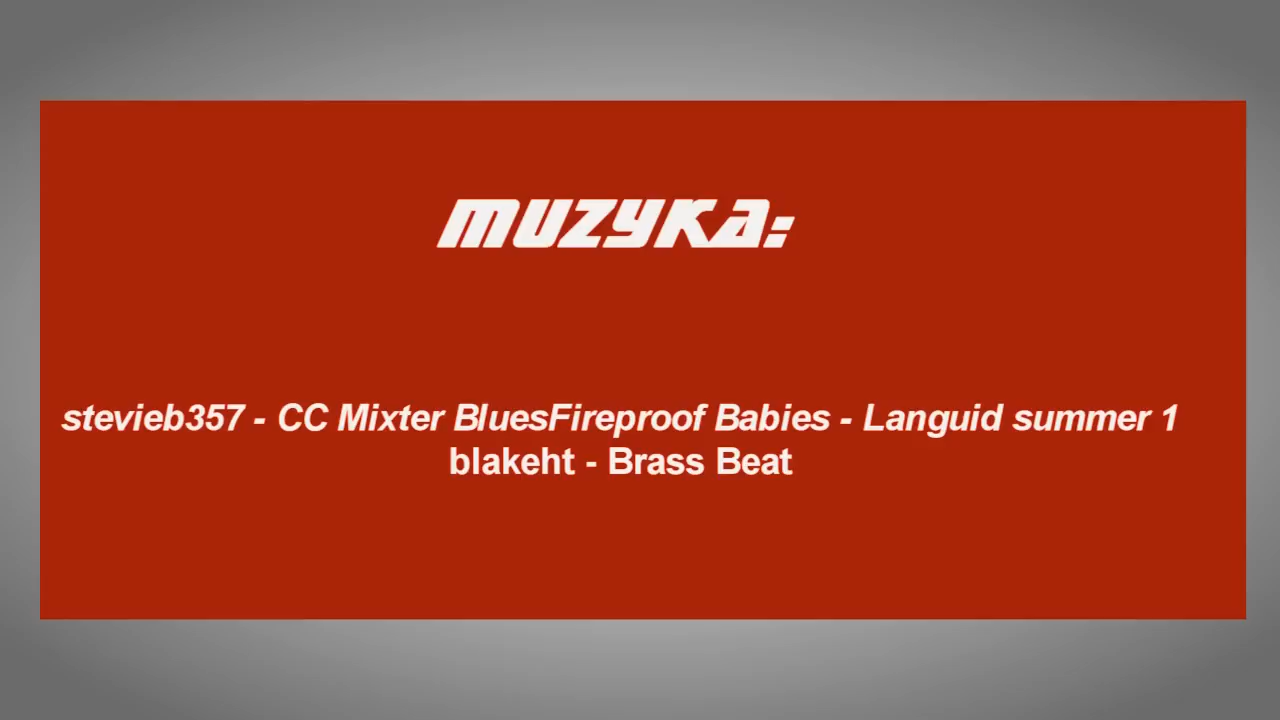 MUZYKA:
stevieb357 - CC Mixter BluesFireproof Babies - Languid summer 1
blakeht - Brass Beat